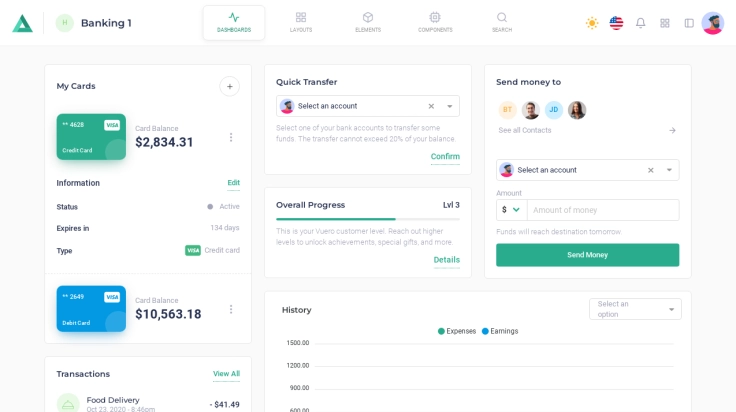 H
Banking 1
DASHBOARDS
LAYOUTS
ELEMENTS
COMPONENTS
SEARCH
My Cards
+
** 4628
VISA
Credit Card
Card Balance
$2,834.31
Information
Edit
Status
Active
Expires in
134 days
Type
VISA Credit card
** 2649
VISA
Debit Card
Card Balance
$10,563.18
Transactions
View All
Food Delivery
Oct 23, 2020 - 8:46pm
- $41.49
Quick Transfer
Select an account
Select one of your bank accounts to transfer some
funds. The transfer cannot exceed 20% of your balance.
Confirm
Overall Progress
Lvl 3
This is your Vuero customer level. Reach out higher
levels to unlock achievements, special gifts, and more
Details
Send money to
BT
JD
See all Contacts
Select an account
Amount
$
Amount of money
Funds will reach destination tomorrow.
Send Money
History
Select an
option
Expenses
Earnings
1500.00
1200.00
900.00
600.00